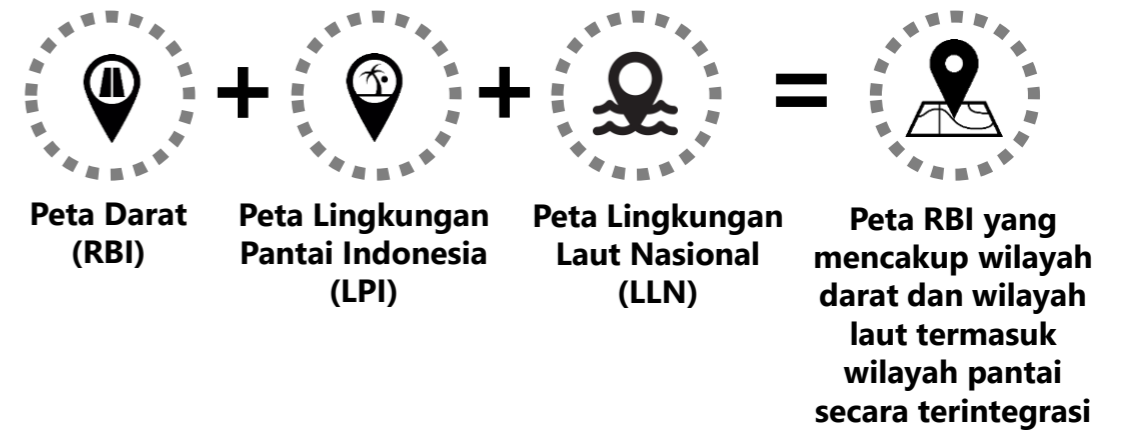 Peta Darat
(RBI)
Peta Lingkungan
Pantai Indonesia
(LPI)
Peta Lingkungan
Laut Nasional
(LLN)
Peta RBI yang
mencakup wilayah
darat dan wilayah
laut termasuk
wilayah pantai
secara terintegrasi